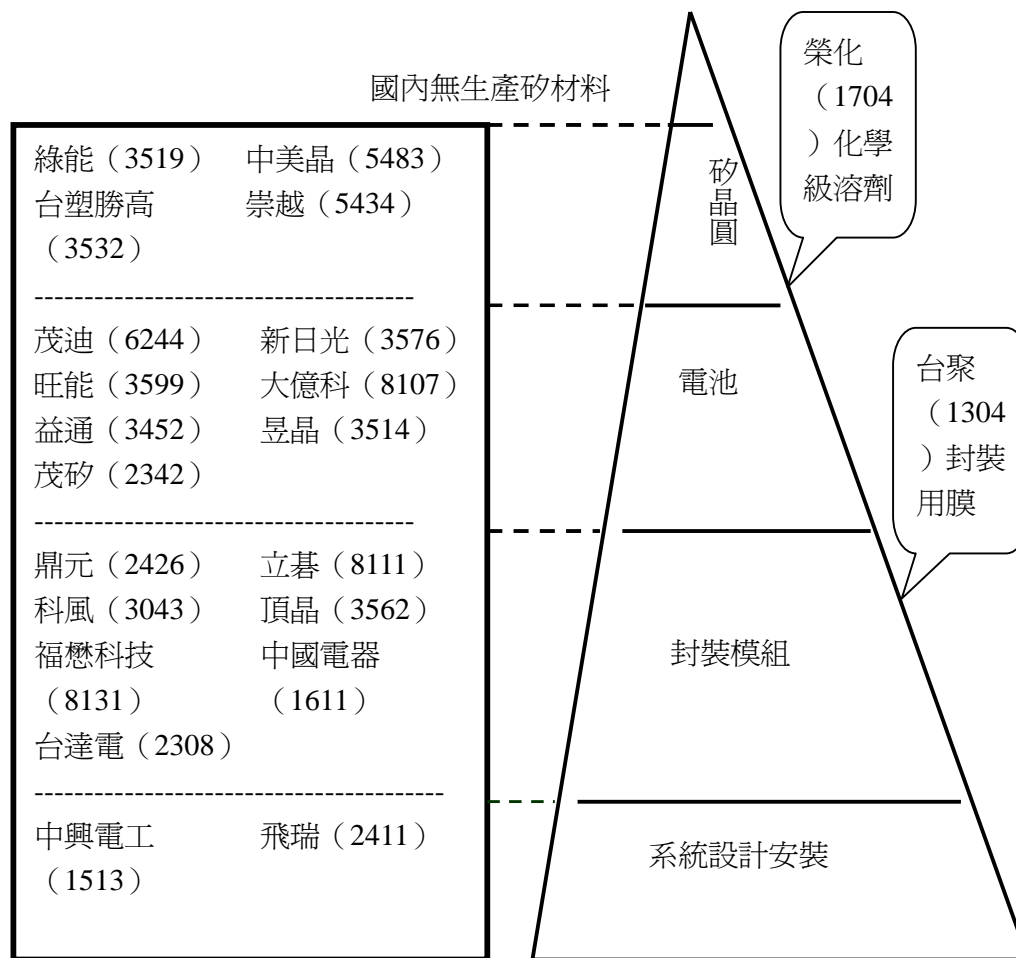 國內無生產矽材料
綠能（3519） 中美晶（5483）
台塑勝高 崇越（5434）
（3532）
---------------------------------------
茂迪（6244） 新日光（3576）
旺能（3599） 大億科（8107）
益通（3452） 昱晶（3514）
茂矽（2342）
---------------------------------------
鼎元（2426） 立碁（8111）
科風（3043） 頂晶（3562）
福懋科技 中國電器
（8131） （1611）
台達電（2308）
------------------------------------------
中興電工 飛瑞（2411）
（1513）
矽
晶
圓
電池
封裝模組
系統設計安裝
榮化
（1704
）化學
級溶劑
台聚
（1304
）封裝
用膜